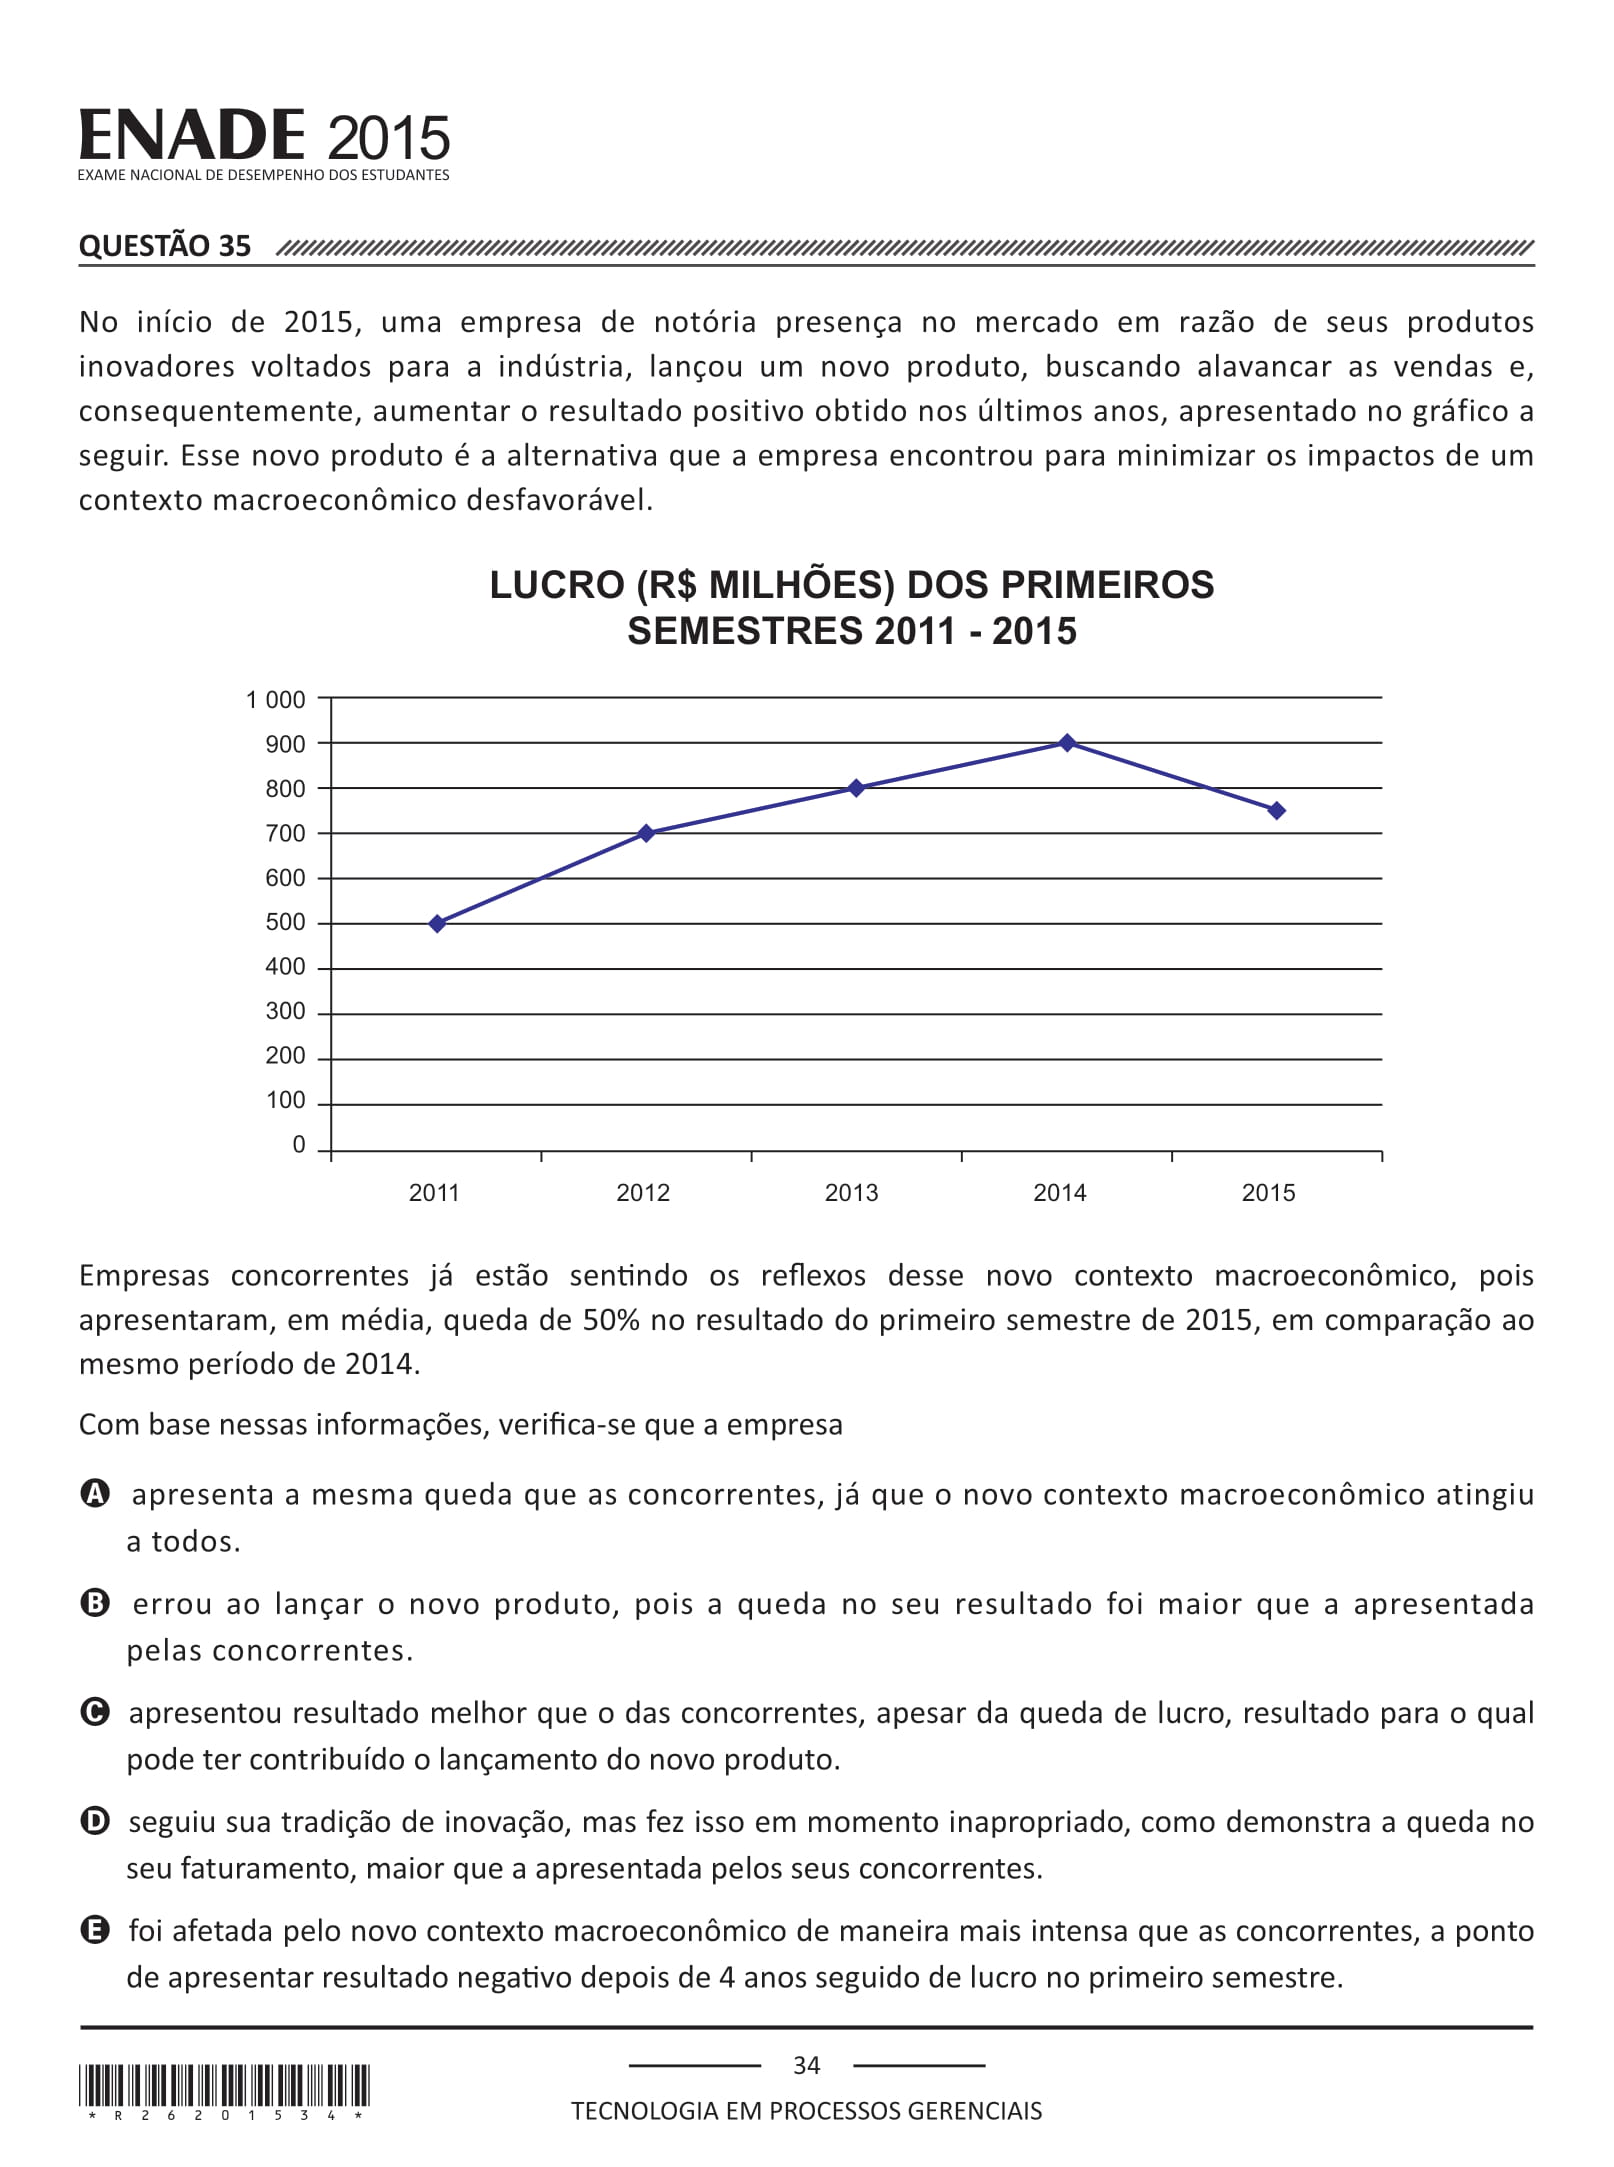 ENADE 2015
EXAME NACIONAL DE DESEMPENHO DOS ESTUDANTES
QUESTÃO 35
No início de 2015, uma empresa de notória presença no mercado em razão de seus produtos
inovadores voltados para a indústria, lançou um novo produto, buscando alavancar as vendas e,
consequentemente, aumentar o resultado positivo obtido nos últimos anos, apresentado no gráfico a
seguir. Esse novo produto é a alternativa que a empresa encontrou para minimizar os impactos de um
contexto macroeconômico desfavorável.
LUCRO (R$ MILHÕES) DOS PRIMEIROS
SEMESTRES 2011 - 2015
1 000
900
800
700
600
500
400
300
200
100
0
2011 2012 2013 2014 2015
Empresas concorrentes já estão sentindo os reflexos desse novo contexto macroeconômico, pois
apresentaram, em média, queda de 50% no resultado do primeiro semestre de 2015, em comparação ao
mesmo período de 2014.
Com base nessas informações, verifica-se que a empresa
A apresenta a mesma queda que as concorrentes, já que o novo contexto macroeconômico atingiu
a todos.
B errou ao lançar o novo produto, pois a queda no seu resultado foi maior que a apresentada
pelas concorrentes.
C apresentou resultado melhor que o das concorrentes, apesar da queda de lucro, resultado para o qual
pode ter contribuído o lançamento do novo produto.
D seguiu sua tradição de inovação, mas fez isso em momento inapropriado, como demonstra a queda no
seu faturamento, maior que a apresentada pelos seus concorrentes.
E foi afetada pelo novo contexto macroeconômico de maneira mais intensa que as concorrentes, a ponto
de apresentar resultado negativo depois de 4 anos seguido de lucro no primeiro semestre.
34
TECNOLOGIA EM PROCESSOS GERENCIAIS
* R 2 6 2 0 1 5 3 4 *